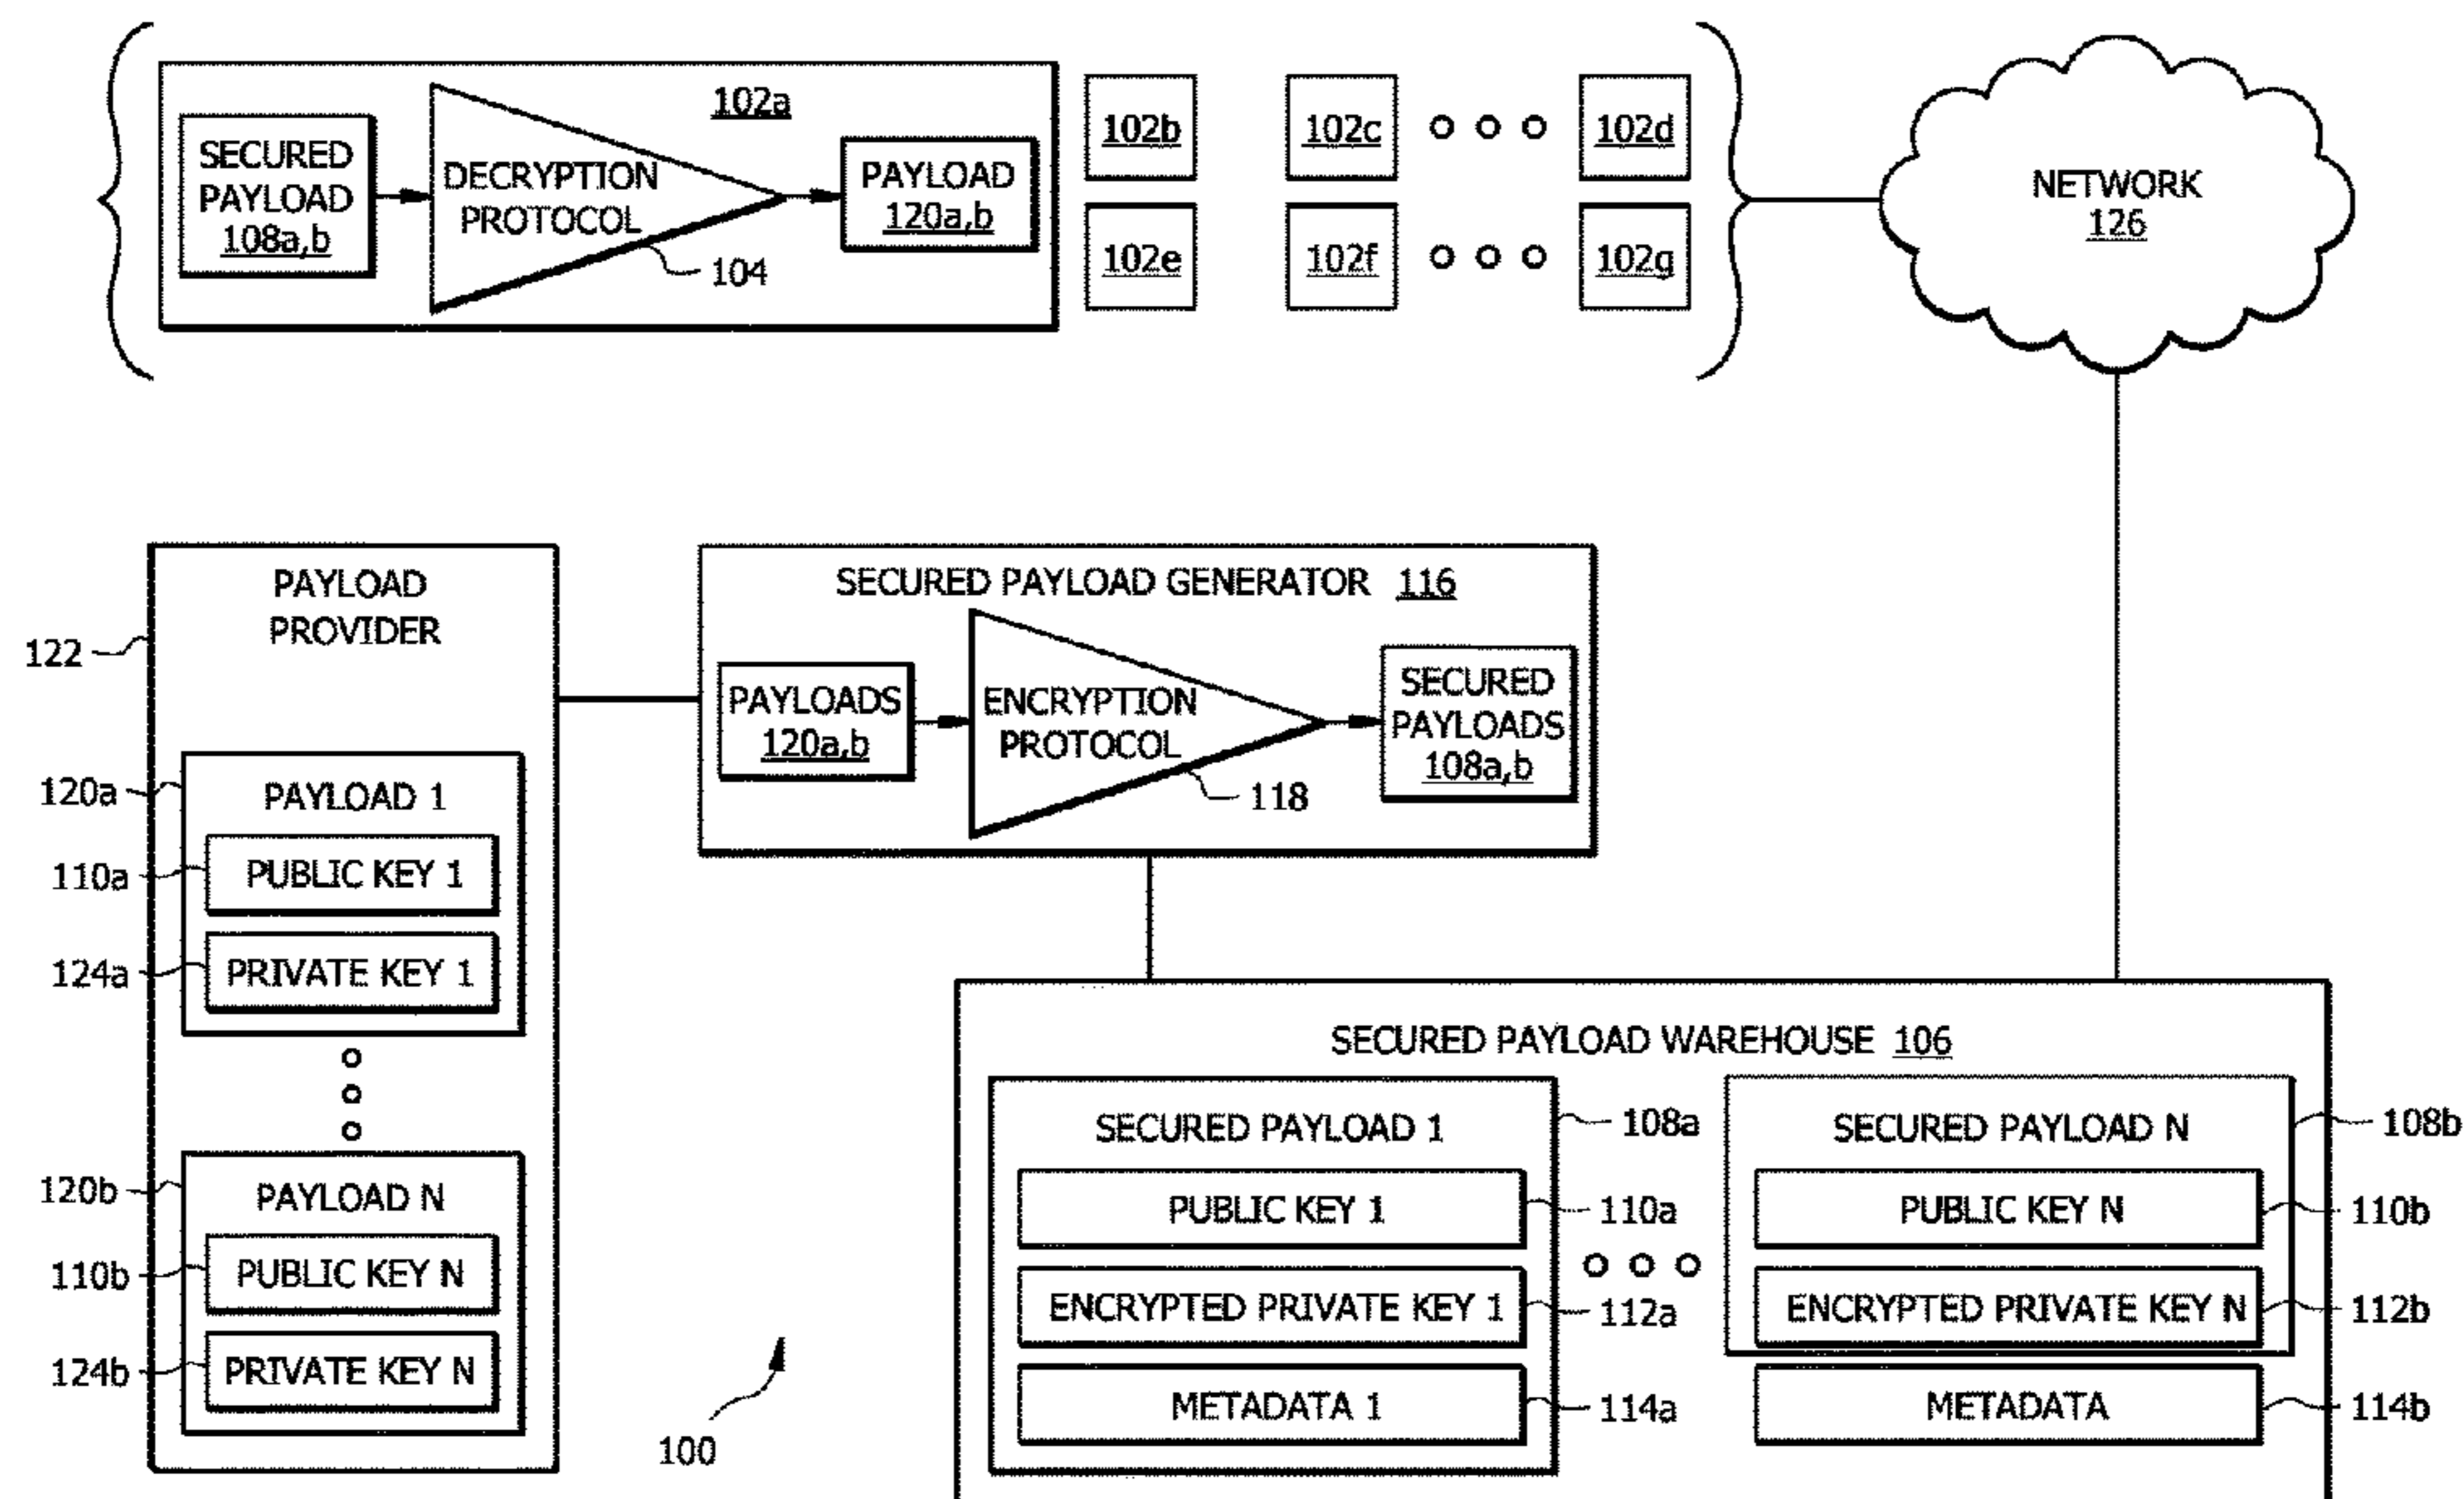 102a
SECURED
PAYLOAD
108a,b
DECRYPTION
PROTOCOL
104
PAYLOAD
120a,b
102b
102c
102d
102e
102f
102g
NETWORK
126
PAYLOAD
PROVIDER
122
120a
PAYLOAD 1
110a
PUBLIC KEY 1
124a
PRIVATE KEY 1
120b
PAYLOAD N
110b
PUBLIC KEY N
124b
PRIVATE KEY N
SECURED PAYLOAD GENERATOR 116
PAYLOADS
120a,b
ENCRYPTION
PROTOCOL
118
SECURED
PAYLOADS
108a,b
100
SECURED PAYLOAD WAREHOUSE 106
SECURED PAYLOAD 1
108a
PUBLIC KEY 1
110a
ENCRYPTED PRIVATE KEY 1
112a
METADATA 1
114a
SECURED PAYLOAD N
108b
PUBLIC KEY N
110b
ENCRYPTED PRIVATE KEY N
112b
METADATA
114b